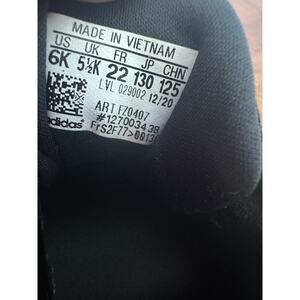 MADE IN VIETNAM
US UK FR JP CHN
6K 5½K 22 130 125
LVL 029002 12/20
ART FZ0407
#127003438
adidas